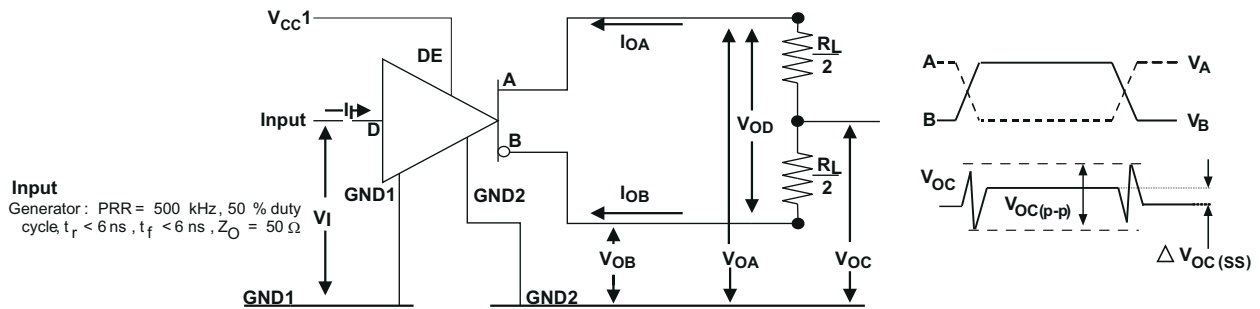 VCC1
DE
IOA
RL
2
A
Input
II
D
B
VOD
RL
2
GND1
GND2
IOB
Input
Generator: PRR = 500 kHz, 50 % duty
cycle, tr < 6 ns, tf < 6 ns, ZO = 50 Ω
VI
VOB
VOA
VOC
GND1
GND2
A
VA
B
VB
VOC
VOC(p-p)
△ VOC(SS)